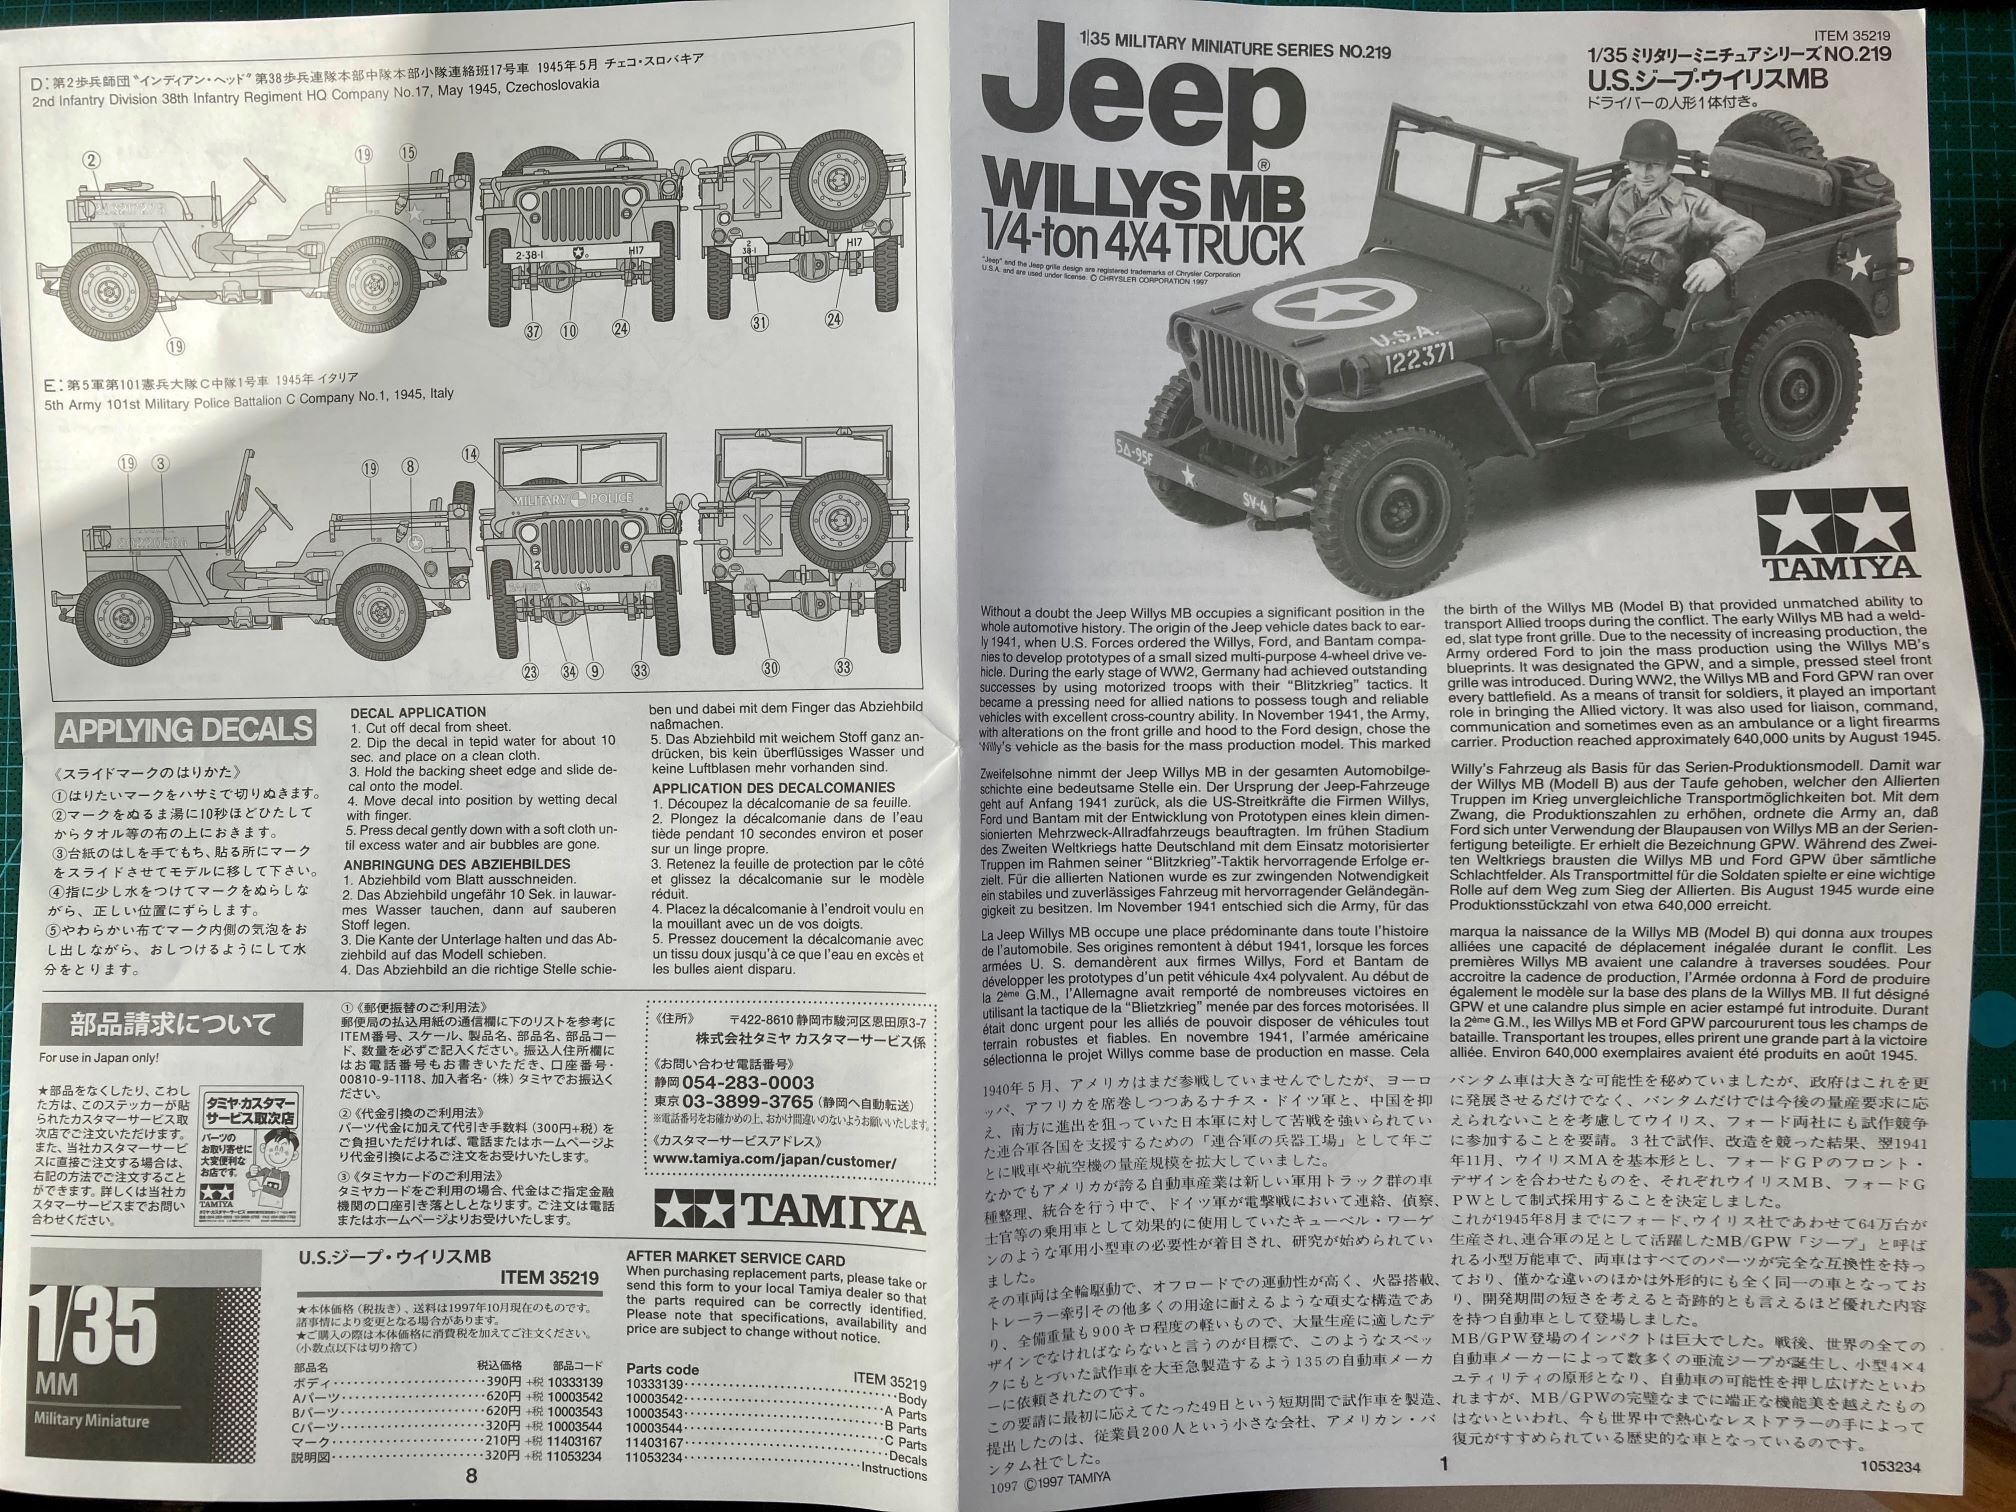 D：第2歩兵師団“インディアン・ヘッド”第38歩兵連隊本部中隊本部小隊連絡班17号車 1945年5月 チェコ・スロバキア
2nd Infantry Division 38th Infantry Regiment HQ Company No.17, May 1945, Czechoslovakia
② ⑲ ⑮
2-38-I H17
2 38-I H17
⑲ ㊲ ⑩ ㉔ ㉛ ㉔
E：第5軍第101憲兵大隊C中隊1号車 1945年 イタリア
5th Army 101st Military Police Battalion C Company No.1, 1945, Italy
⑲ ③ ⑲ ⑧ ⑭
MILITARY POLICE
2
㉓ ㉞ ⑨ ㉝ ㉚ ㉝
APPLYING DECALS
《スライドマークのはりかた》
①はりたいマークをハサミで切りぬきます。
②マークをぬるま湯に10秒ほどひたして
からタオル等の布の上におきます。
③台紙のはしを手でもち、貼る所にマーク
をスライドさせてモデルに移して下さい。
④指に少し水をつけてマークをぬらしな
がら、正しい位置にずらします。
⑤やわらかい布でマーク内側の気泡をお
し出しながら、おしつけるようにして水
分をとります。
DECAL APPLICATION
1. Cut off decal from sheet.
2. Dip the decal in tepid water for about 10
sec. and place on a clean cloth.
3. Hold the backing sheet edge and slide de-
cal onto the model.
4. Move decal into position by wetting decal
with finger.
5. Press decal gently down with a soft cloth un-
til excess water and air bubbles are gone.
ANBRINGUNG DES ABZIEHBILDES
1. Abziehbild vom Blatt ausschneiden.
2. Das Abziehbild ungefähr 10 Sek. in lauwar-
mes Wasser tauchen, dann auf sauberen
Stoff legen.
3. Die Kante der Unterlage halten und das Ab-
ziehbild auf das Modell schieben.
4. Das Abziehbild an die richtige Stelle schie-
ben und dabei mit dem Finger das Abziehbild
naßmachen.
5. Das Abziehbild mit weichem Stoff ganz an-
drücken, bis kein überflüssiges Wasser und
keine Luftblasen mehr vorhanden sind.
APPLICATION DES DECALCOMANIES
1. Découpez la décalcomanie de sa feuille.
2. Plongez la décalcomanie dans de l'eau
tiède pendant 10 secondes environ et poser
sur un linge propre.
3. Retenez la feuille de protection par le côté
et glissez la décalcomanie sur le modèle
réduit.
4. Placez la décalcomanie à l'endroit voulu en
la mouillant avec un de vos doigts.
5. Pressez doucement la décalcomanie avec
un tissu doux jusqu'à ce que l'eau en excès et
les bulles aient disparu.
部品請求について
For use in Japan only!
★部品をなくしたり、こわし
た方は、このステッカーが貼
られたカスタマーサービス取
次店でご注文いただけます。
また、当社カスタマーサービ
スに直接ご注文する場合は、
右記の方法でご注文すること
ができます。詳しくは当社カ
スタマーサービスまでお問い
合わせください。
タミヤ・カスタマー
サービス取次店
パーツの
お取り寄せに
大変便利な
お店です。
TAMIYA
①《郵便振替のご利用法》
郵便局の払込用紙の通信欄に下のリストを参考に
ITEM番号、スケール、製品名、部品名、部品コー
ド、数量を必ずご記入ください。振込人住所欄に
はお電話番号もお書きいただき、口座番号・
00810-9-1118、加入者名・(株)タミヤでお振込く
ださい。
②《代金引換のご利用法》
パーツ代金に加えて代引き手数料(300円+税)を
ご負担いただければ、電話またはホームページよ
り代金引換によるご注文をお受けいたします。
③《タミヤカードのご利用法》
タミヤカードをご利用の場合、代金はご指定金融
機関の口座引き落としとなります。ご注文は電話
またはホームページよりお受けいたします。
《住所》 〒422-8610 静岡市駿河区恩田原3-7
株式会社タミヤ カスタマーサービス係
《お問い合わせ電話番号》
静岡 054-283-0003
東京 03-3899-3765 (静岡へ自動転送)
※電話番号をお確かめの上、おかけ間違いのないようお願いいたします。
《カスタマーサービスアドレス》
www.tamiya.com/japan/customer/
TAMIYA
1/35
MM
Military Miniature
U.S.ジープ・ウイリスMB
ITEM 35219
★本体価格(税抜き)、送料は1997年10月現在のものです。
諸事情により変更となる場合があります。
★ご購入の際は本体価格に消費税を加えてご注文ください。
(小数点以下は切り捨て)
部品名 税込価格 部品コード
ボディ 390円 +税 10333139
Aパーツ 620円 +税 10003542
Bパーツ 620円 +税 10003543
Cパーツ 320円 +税 10003544
マーク 210円 +税 11403167
説明図 320円 +税 11053234
AFTER MARKET SERVICE CARD
When purchasing replacement parts, please take or
send this form to your local Tamiya dealer so that
the parts required can be correctly identified.
Please note that specifications, availability and
price are subject to change without notice.
Parts code ITEM 35219
10333139 Body
10003542 A Parts
10003543 B Parts
10003544 C Parts
11403167 Decals
11053234 Instructions
8
1/35 MILITARY MINIATURE SERIES NO.219
Jeep®
WILLYS MB
1/4-ton 4X4 TRUCK
"Jeep" and the Jeep grille design are registered trademarks of Chrysler Corporation
U.S.A. and are used under license. © CHRYSLER CORPORATION 1997
ITEM 35219
1/35 ミリタリーミニチュアシリーズNO.219
U.S.ジープ・ウイリスMB
ドライバーの人形1体付き。
U.S.A.
122371
5△-95F SV-4
TAMIYA
Without a doubt the Jeep Willys MB occupies a significant position in the
whole automotive history. The origin of the Jeep vehicle dates back to ear-
ly 1941, when U.S. Forces ordered the Willys, Ford, and Bantam compa-
nies to develop prototypes of a small sized multi-purpose 4-wheel drive ve-
hicle. During the early stage of WW2, Germany had achieved outstanding
successes by using motorized troops with their "Blitzkrieg" tactics. It
became a pressing need for allied nations to possess tough and reliable
vehicles with excellent cross-country ability. In November 1941, the Army,
with alterations on the front grille and hood to the Ford design, chose the
Willy's vehicle as the basis for the mass production model. This marked
the birth of the Willys MB (Model B) that provided unmatched ability to
transport Allied troops during the conflict. The early Willys MB had a weld-
ed, slat type front grille. Due to the necessity of increasing production, the
Army ordered Ford to join the mass production using the Willys MB's
blueprints. It was designated the GPW, and a simple, pressed steel front
grille was introduced. During WW2, the Willys MB and Ford GPW ran over
every battlefield. As a means of transit for soldiers, it played an important
role in bringing the Allied victory. It was also used for liaison, command,
communication and sometimes even as an ambulance or a light firearms
carrier. Production reached approximately 640,000 units by August 1945.
Zweifelsohne nimmt der Jeep Willys MB in der gesamten Automobilge-
schichte eine bedeutsame Stelle ein. Der Ursprung der Jeep-Fahrzeuge
geht auf Anfang 1941 zurück, als die US-Streitkräfte die Firmen Willys,
Ford und Bantam mit der Entwicklung von Prototypen eines klein dimen-
sionierten Mehrzweck-Allradfahrzeugs beauftragten. Im frühen Stadium
des Zweiten Weltkriegs hatte Deutschland mit dem Einsatz motorisierter
Truppen im Rahmen seiner "Blitzkrieg"-Taktik hervorragende Erfolge er-
zielt. Für die allierten Nationen wurde es zur zwingenden Notwendigkeit
ein stabiles und zuverlässiges Fahrzeug mit hervorragender Geländegän-
gigkeit zu besitzen. Im November 1941 entschied sich die Army, für das
Willy's Fahrzeug als Basis für das Serien-Produktionsmodell. Damit war
der Willys MB (Modell B) aus der Taufe gehoben, welcher den Allierten
Truppen im Krieg unvergleichliche Transportmöglichkeiten bot. Mit dem
Zwang, die Produktionszahlen zu erhöhen, ordnete die Army an, daß
Ford sich unter Verwendung der Blaupausen von Willys MB an der Serien-
fertigung beteiligte. Er erhielt die Bezeichnung GPW. Während des Zwei-
ten Weltkriegs brausten die Willys MB und Ford GPW über sämtliche
Schlachtfelder. Als Transportmittel für die Soldaten spielte er eine wichtige
Rolle auf dem Weg zum Sieg der Allierten. Bis August 1945 wurde eine
Produktionsstückzahl von etwa 640,000 erreicht.
La Jeep Willys MB occupe une place prédominante dans toute l'histoire
de l'automobile. Ses origines remontent à début 1941, lorsque les forces
armées U. S. demandèrent aux firmes Willys, Ford et Bantam de
développer les prototypes d'un petit véhicule 4x4 polyvalent. Au début de
la 2ème G.M., l'Allemagne avait remporté de nombreuses victoires en
utilisant la tactique de la "Blietzkrieg" menée par des forces motorisées. Il
était donc urgent pour les alliés de pouvoir disposer de véhicules tout
terrain robustes et fiables. En novembre 1941, l'armée américaine
sélectionna le projet Willys comme base de production en masse. Cela
marqua la naissance de la Willys MB (Model B) qui donna aux troupes
alliées une capacité de déplacement inégalée durant le conflit. Les
premières Willys MB avaient une calandre à traverses soudées. Pour
accroitre la cadence de production, l'Armée ordonna à Ford de produire
également le modèle sur la base des plans de la Willys MB. Il fut désigné
GPW et une calandre plus simple en acier estampé fut introduite. Durant
la 2ème G.M., les Willys MB et Ford GPW parcoururent tous les champs de
bataille. Transportant les troupes, elles prirent une grande part à la victoire
alliée. Environ 640,000 exemplaires avaient été produits en août 1945.
1940年5月、アメリカはまだ参戦していませんでしたが、ヨーロ
ッパ、アフリカを席巻しつつあるナチス・ドイツ軍と、中国を抑
え、南方に進出を狙っていた日本軍に対して苦戦を強いられてい
た連合軍各国を支援するための「連合軍の兵器工場」として年ご
とに戦車や航空機の量産規模を拡大していました。
なかでもアメリカが誇る自動車産業は新しい軍用トラック群の車
種整理、統合を行う中で、ドイツ軍が電撃戦において連絡、偵察、
士官等の乗用車として効果的に使用していたキューベル・ワーゲ
ンのような軍用小型車の必要性が着目され、研究が始められてい
ました。
その車両は全輪駆動で、オフロードでの運動性が高く、火器搭載、
トレーラー牽引その他多くの用途に耐えるような頑丈な構造であ
り、全備重量も900キロ程度の軽いもので、大量生産に適したデ
ザインでなければならないと言うのが目標で、このようなスペッ
クにもとづいた試作車を大至急製造するよう135の自動車メーカ
ーに依頼されたのです。
この要請に最初に応えてたった49日という短期間で試作車を製造、
提出したのは、従業員200人という小さな会社、アメリカン・バ
ンタム社でした。
バンタム車は大きな可能性を秘めていましたが、政府はこれを更
に発展させるだけでなく、バンタムだけでは今後の量産要求に応
えられないことを考慮してウイリス、フォード両社にも試作競争
に参加することを要請。3社で試作、改造を競った結果、翌1941
年11月、ウイリスMAを基本形とし、フォードGPのフロント・
デザインを合わせたものを、それぞれウイリスMB、フォードG
PWとして制式採用することを決定しました。
これが1945年8月までにフォード、ウイリス社であわせて64万台が
生産され、連合軍の足として活躍したMB/GPW「ジープ」と呼ば
れる小型万能車で、両車はすべてのパーツが完全な互換性を持っ
ており、僅かな違いのほかは外形的にも全く同一の車となってお
り、開発期間の短さを考えると奇跡的とも言えるほど優れた内容
を持つ自動車として登場しました。
MB/GPW登場のインパクトは巨大でした。戦後、世界の全ての
自動車メーカーによって数多くの亜流ジープが誕生し、小型4×4
ユティリティの原形となり、自動車の可能性を押し広げたといわ
れますが、MB/GPWの完璧なまでに端正な機能美を越えたもの
はないといわれ、今も世界中で熱心なレストアラーの手によって
復元がすすめられている歴史的な車となっているのです。
1097 ©1997 TAMIYA
1
1053234